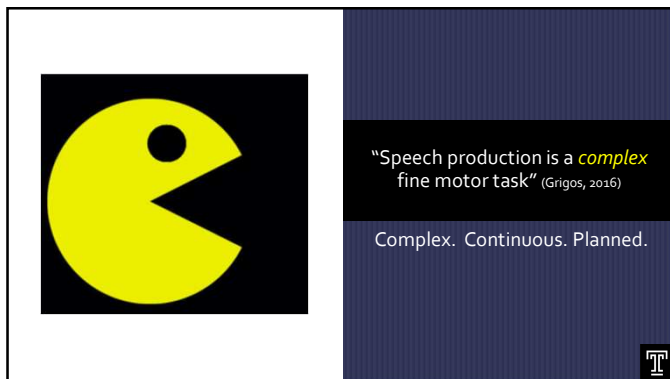 "Speech production is a complex
fine motor task" (Grigos, 2016)
Complex. Continuous. Planned.